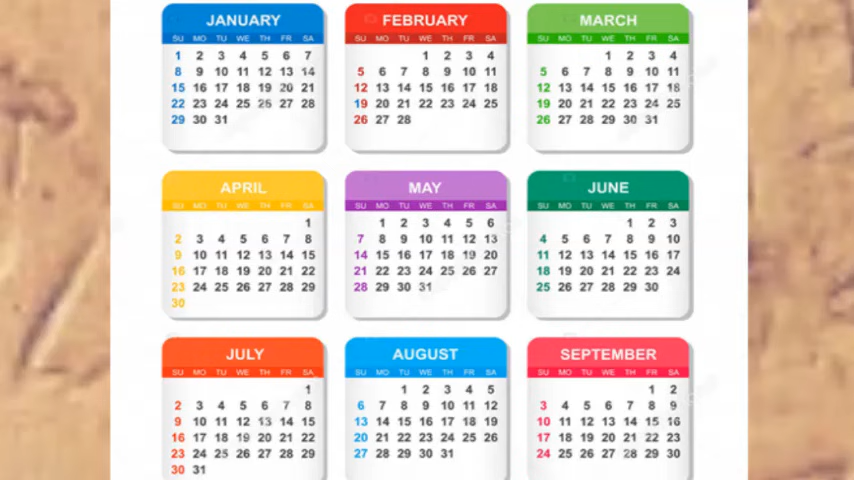 JANUARY
SU MO TU WE TH FR SA
1 2 3 4 5 6 7
8 9 10 11 12 13 14
15 16 17 18 19 20 21
22 23 24 25 26 27 28
29 30 31
FEBRUARY
SU MO TU WE TH FR SA
1 2 3 4
5 6 7 8 9 10 11
12 13 14 15 16 17 18
19 20 21 22 23 24 25
26 27 28
MARCH
SU MO TU WE TH FR SA
1 2 3 4
5 6 7 8 9 10 11
12 13 14 15 16 17 18
19 20 21 22 23 24 25
26 27 28 29 30 31
APRIL
SU MO TU WE TH FR SA
1
2 3 4 5 6 7 8
9 10 11 12 13 14 15
16 17 18 19 20 21 22
23 24 25 26 27 28 29
30
MAY
SU MO TU WE TH FR SA
1 2 3 4 5 6
7 8 9 10 11 12 13
14 15 16 17 18 19 20
21 22 23 24 25 26 27
28 29 30 31
JUNE
SU MO TU WE TH FR SA
1 2 3
4 5 6 7 8 9 10
11 12 13 14 15 16 17
18 19 20 21 22 23 24
25 26 27 28 29 30
JULY
SU MO TU WE TH FR SA
1
2 3 4 5 6 7 8
9 10 11 12 13 14 15
16 17 18 19 20 21 22
23 24 25 26 27 28 29
30 31
AUGUST
SU MO TU WE TH FR SA
1 2 3 4 5
6 7 8 9 10 11 12
13 14 15 16 17 18 19
20 21 22 23 24 25 26
27 28 29 30 31
SEPTEMBER
SU MO TU WE TH FR SA
1 2
3 4 5 6 7 8 9
10 11 12 13 14 15 16
17 18 19 20 21 22 23
24 25 26 27 28 29 30